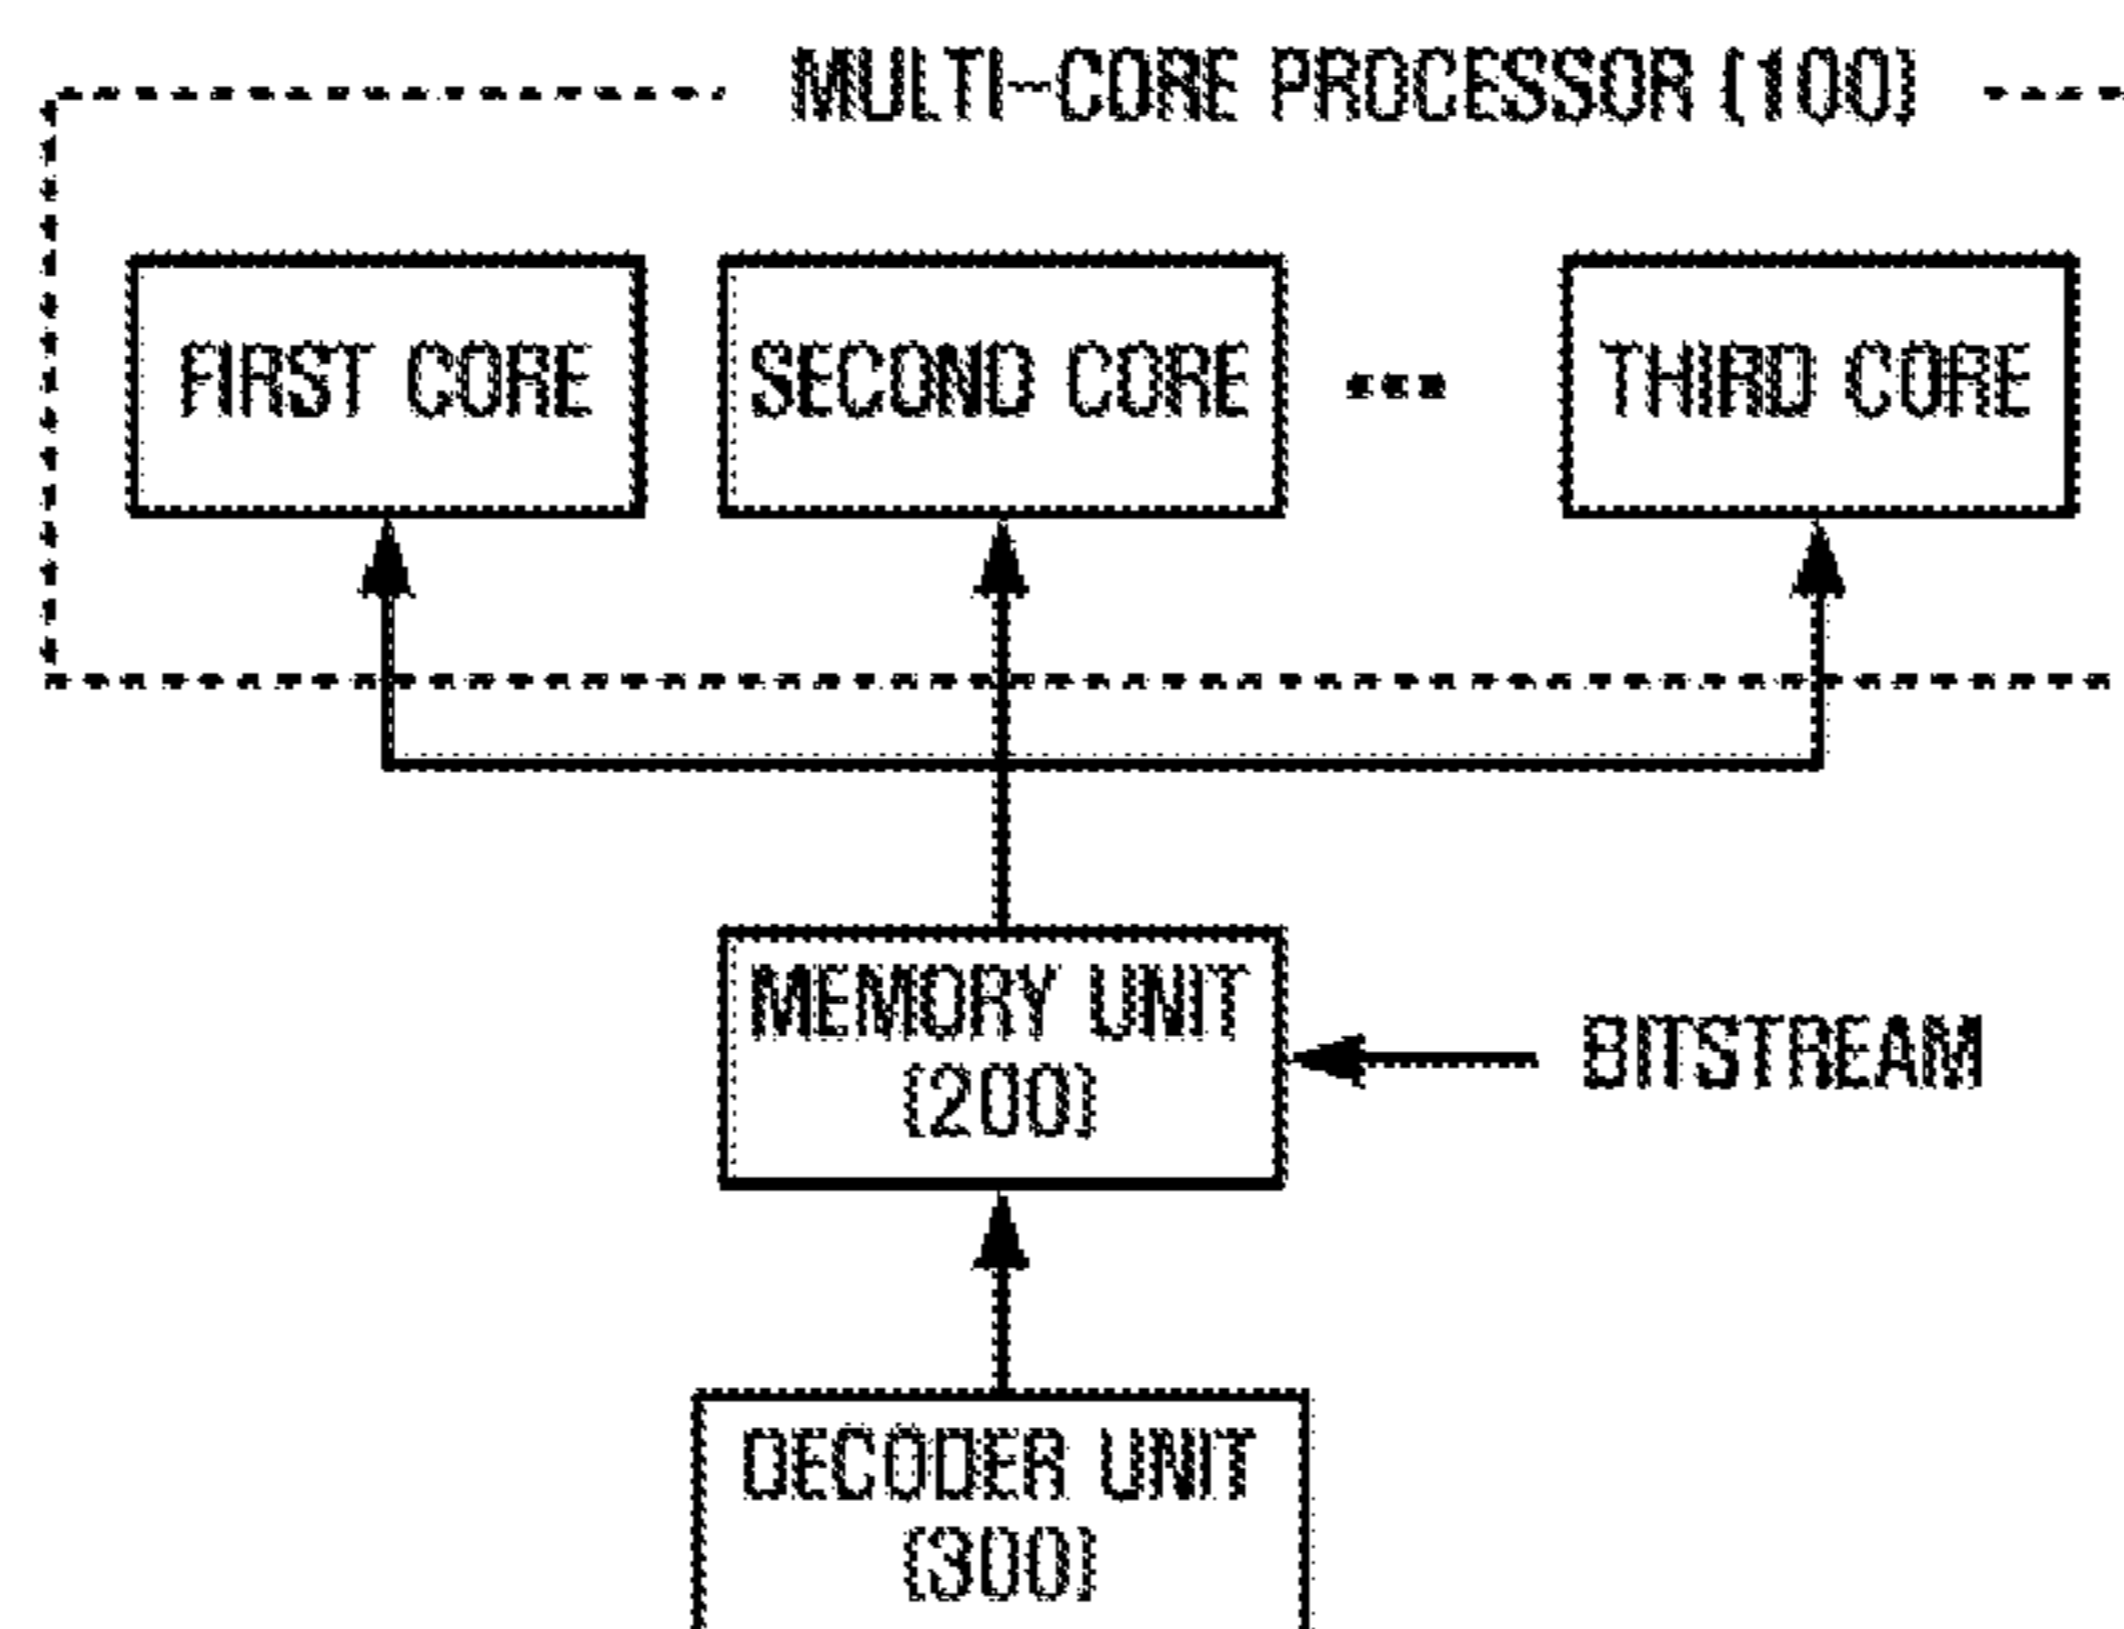 MULTI-CORE PROCESSOR (100)
FIRST CORE
SECOND CORE
...
THIRD CORE
MEMORY UNIT
(200)
BITSTREAM
DECODER UNIT
(300)